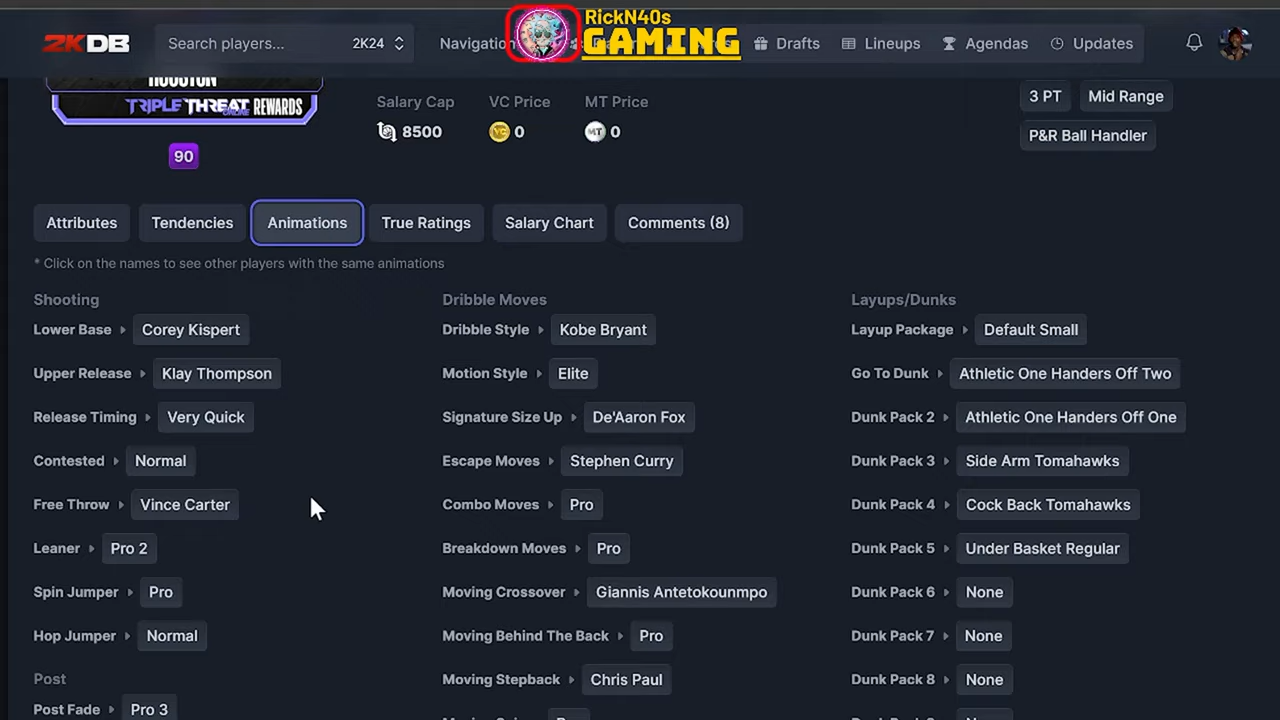 RickN40s
GAMING
2KDB
Search players...
2K24
Navigation
Drafts
Lineups
Agendas
Updates
HOUSTON
TRIPLE THREAT ONLINE REWARDS
90
Salary Cap
VC Price
MT Price
8500
0
MT
0
3 PT
Mid Range
P&R Ball Handler
Attributes
Tendencies
Animations
True Ratings
Salary Chart
Comments (8)
* Click on the names to see other players with the same animations
Shooting
Lower Base
Corey Kispert
Upper Release
Klay Thompson
Release Timing
Very Quick
Contested
Normal
Free Throw
Vince Carter
Leaner
Pro 2
Spin Jumper
Pro
Hop Jumper
Normal
Post
Post Fade
Pro 3
Dribble Moves
Dribble Style
Kobe Bryant
Motion Style
Elite
Signature Size Up
De'Aaron Fox
Escape Moves
Stephen Curry
Combo Moves
Pro
Breakdown Moves
Pro
Moving Crossover
Giannis Antetokounmpo
Moving Behind The Back
Pro
Moving Stepback
Chris Paul
Layups/Dunks
Layup Package
Default Small
Go To Dunk
Athletic One Handers Off Two
Dunk Pack 2
Athletic One Handers Off One
Dunk Pack 3
Side Arm Tomahawks
Dunk Pack 4
Cock Back Tomahawks
Dunk Pack 5
Under Basket Regular
Dunk Pack 6
None
Dunk Pack 7
None
Dunk Pack 8
None